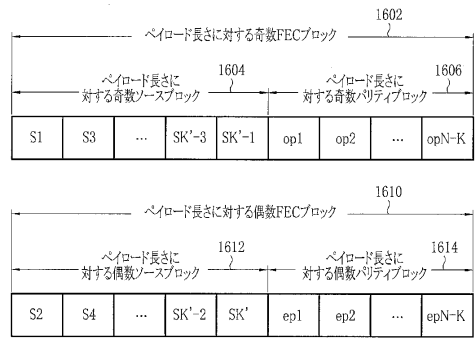 1602
ペイロード長さに対する奇数FECブロック
ペイロード長さに
対する奇数ソースブロック
1604
ペイロード長さに
対する奇数パリティブロック
1606
S1 S3 … SK'-3 SK'-1 op1 op2 … opN-K
1610
ペイロード長さに対する偶数FECブロック
ペイロード長さに
対する偶数ソースブロック
1612
ペイロード長さに
対する偶数パリティブロック
1614
S2 S4 … SK'-2 SK' ep1 ep2 … epN-K